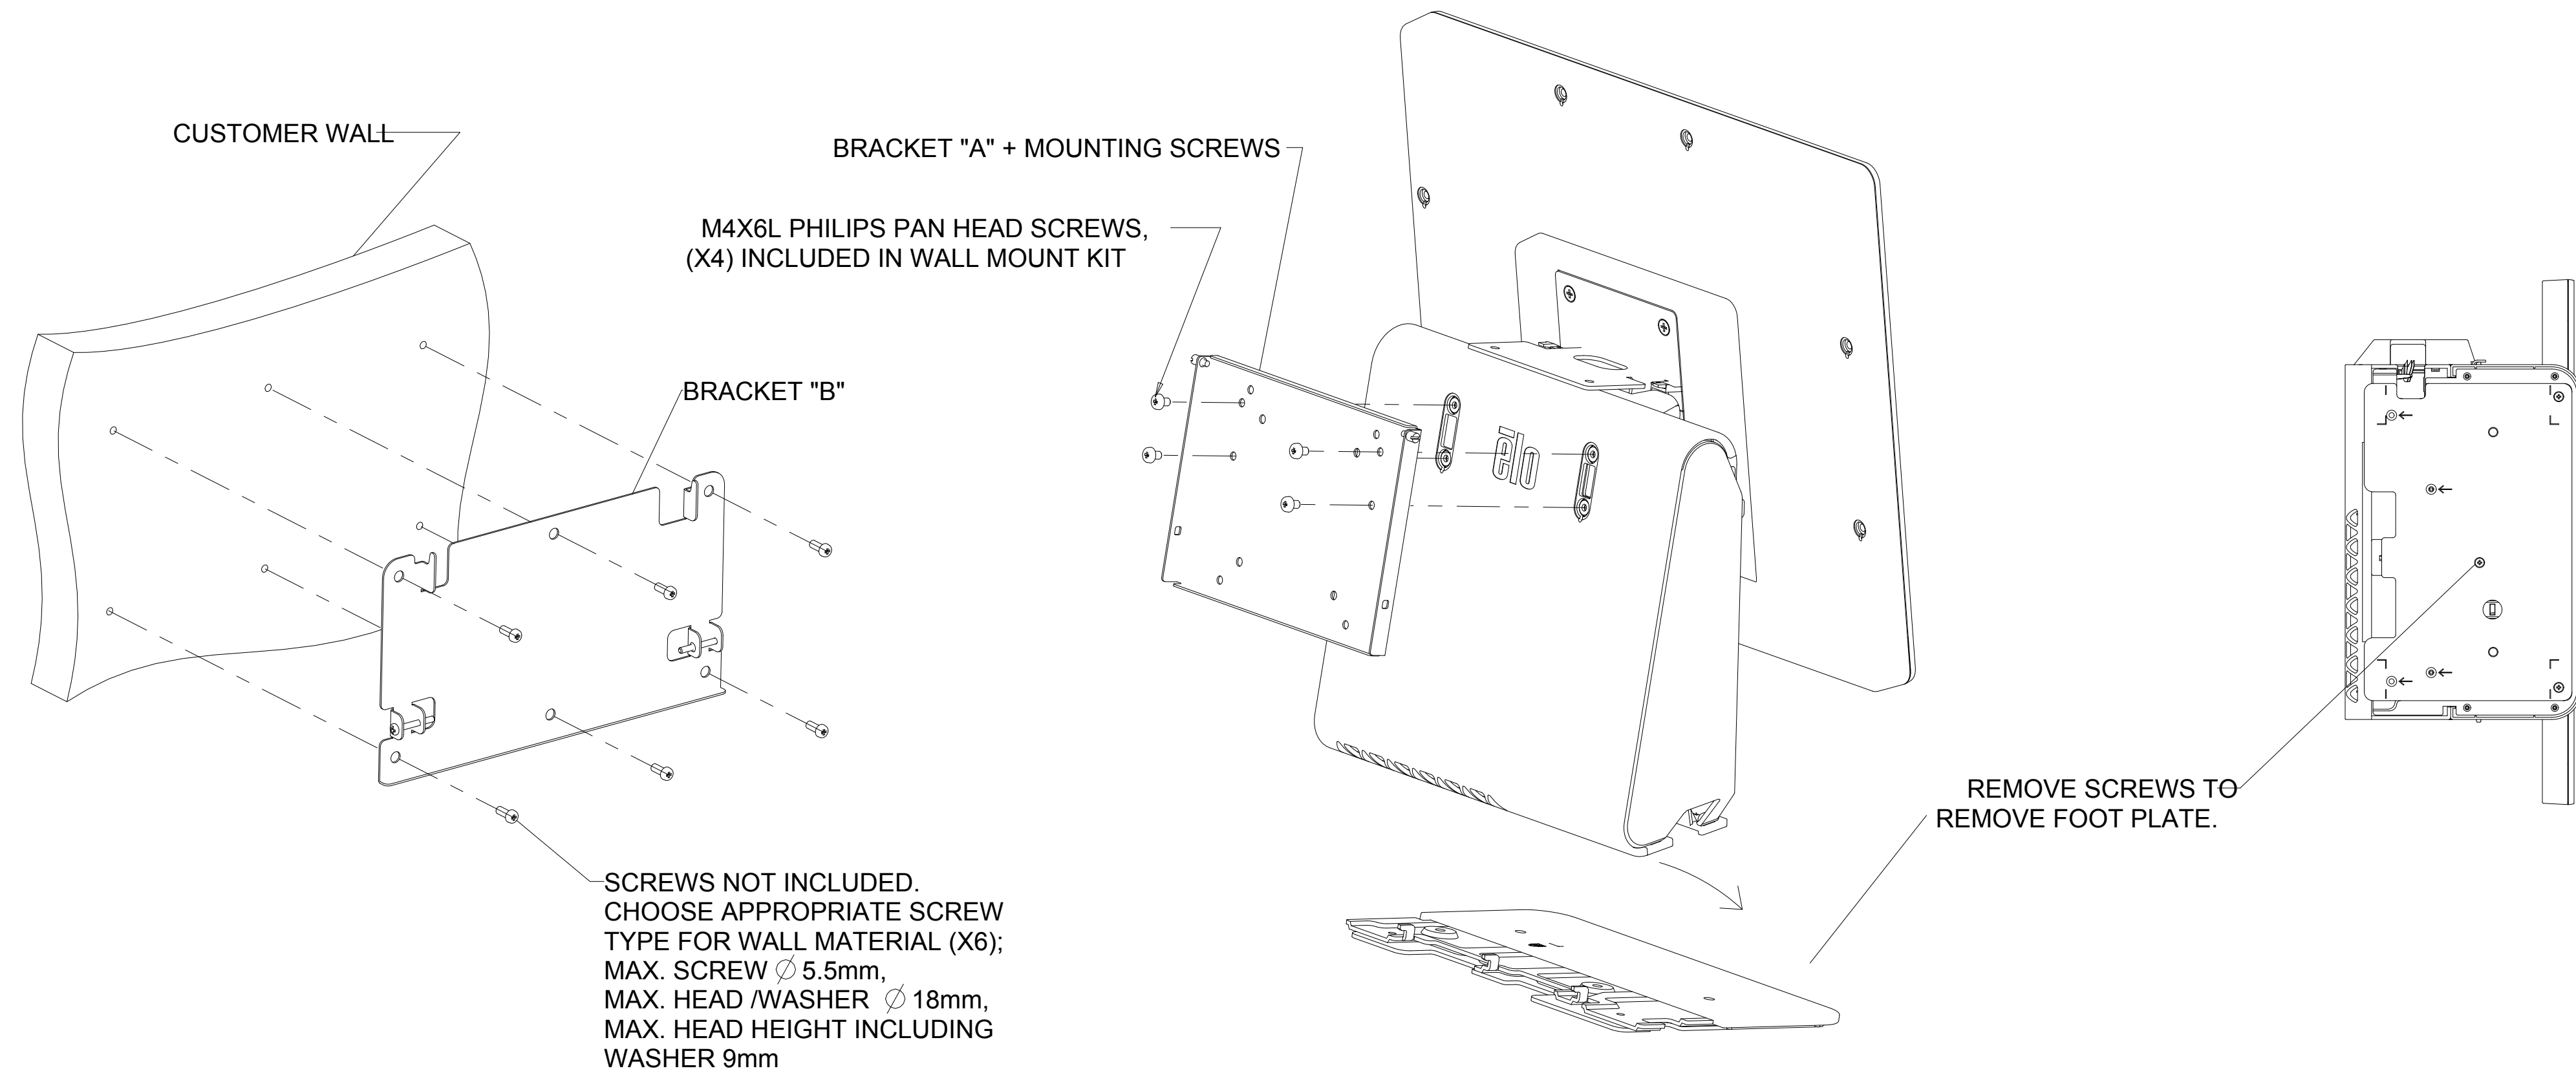 CUSTOMER WALL
BRACKET "A" + MOUNTING SCREWS
M4X6L PHILIPS PAN HEAD SCREWS,
(X4) INCLUDED IN WALL MOUNT KIT
BRACKET "B"
elo
SCREWS NOT INCLUDED.
CHOOSE APPROPRIATE SCREW
TYPE FOR WALL MATERIAL (X6);
MAX. SCREW ∅ 5.5mm,
MAX. HEAD /WASHER ∅ 18mm,
MAX. HEAD HEIGHT INCLUDING
WASHER 9mm
REMOVE SCREWS TO
REMOVE FOOT PLATE.